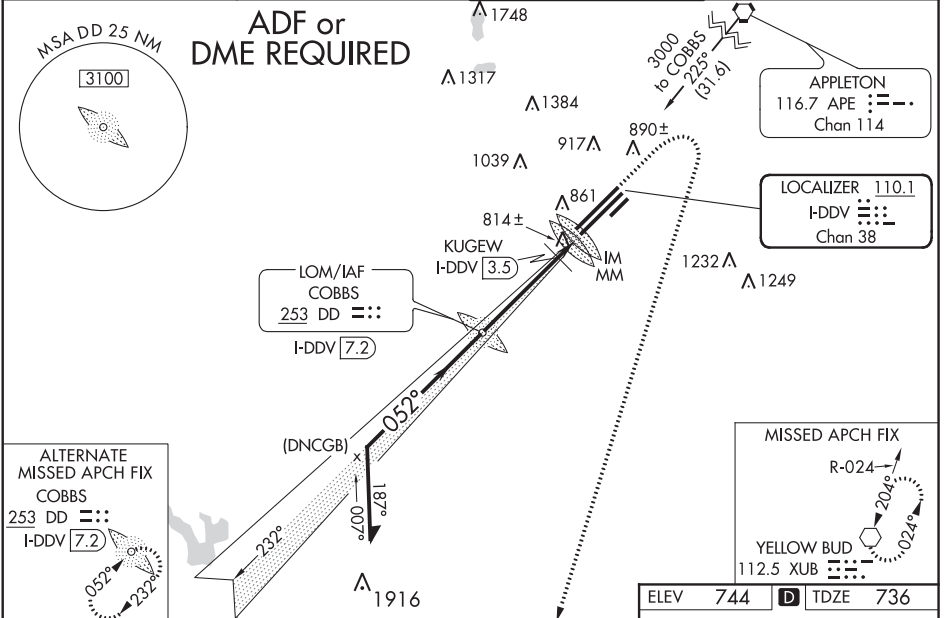 MSA DD 25 NM
3100
ADF or
DME REQUIRED
1748
1317
1384
917
890±
1039
861
814±
3000
to COBBS
225°
(31.6)
APPLETON
116.7 APE
Chan 114
LOCALIZER 110.1
I-DDV
Chan 38
KUGEW
I-DDV 3.5
IM
MM
1232
1249
LOM/IAF
COBBS
253 DD
I-DDV 7.2
052°
(DNCGB)
x
187°
007°
232°
1916
ALTERNATE
MISSED APCH FIX
COBBS
253 DD
I-DDV 7.2
052°
232°
MISSED APCH FIX
R-024
204°
024°
YELLOW BUD
112.5 XUB
ELEV 744 D TDZE 736